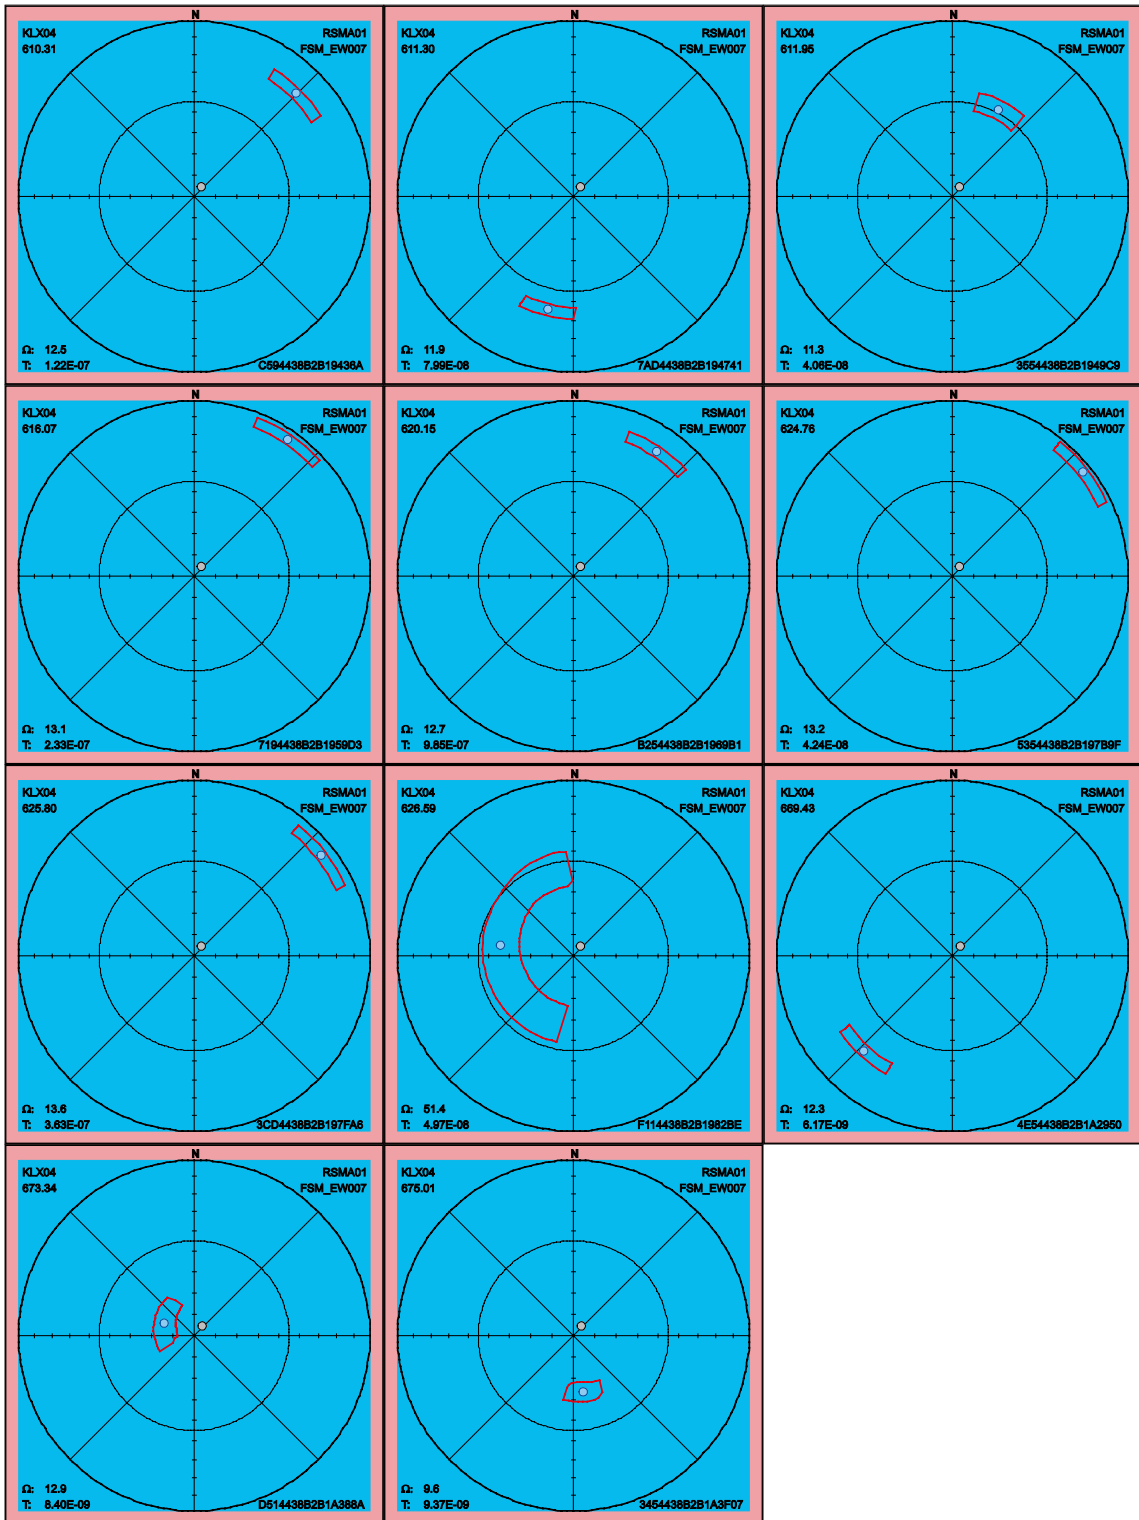 N
KLX04 RSMA01
610.31 FSM_EW007
Ω: 12.5
T: 1.22E-07 C594438B2B19436A
N
KLX04 RSMA01
611.30 FSM_EW007
Ω: 11.9
T: 7.99E-08 7AD4438B2B194741
N
KLX04 RSMA01
611.95 FSM_EW007
Ω: 11.3
T: 4.06E-08 3554438B2B1949C9
N
KLX04 RSMA01
616.07 FSM_EW007
Ω: 13.1
T: 2.33E-07 7194438B2B1959D3
N
KLX04 RSMA01
620.15 FSM_EW007
Ω: 12.7
T: 9.85E-07 B254438B2B1969B1
N
KLX04 RSMA01
624.76 FSM_EW007
Ω: 13.2
T: 4.24E-08 5354438B2B197B9F
N
KLX04 RSMA01
625.80 FSM_EW007
Ω: 13.6
T: 3.63E-07 3CD4438B2B197FA6
N
KLX04 RSMA01
626.59 FSM_EW007
Ω: 51.4
T: 4.97E-08 F114438B2B1982BE
N
KLX04 RSMA01
669.43 FSM_EW007
Ω: 12.3
T: 6.17E-09 4E54438B2B1A2950
N
KLX04 RSMA01
673.34 FSM_EW007
Ω: 12.9
T: 8.40E-09 D514438B2B1A388A
N
KLX04 RSMA01
675.01 FSM_EW007
Ω: 9.6
T: 9.37E-09 3454438B2B1A3F07